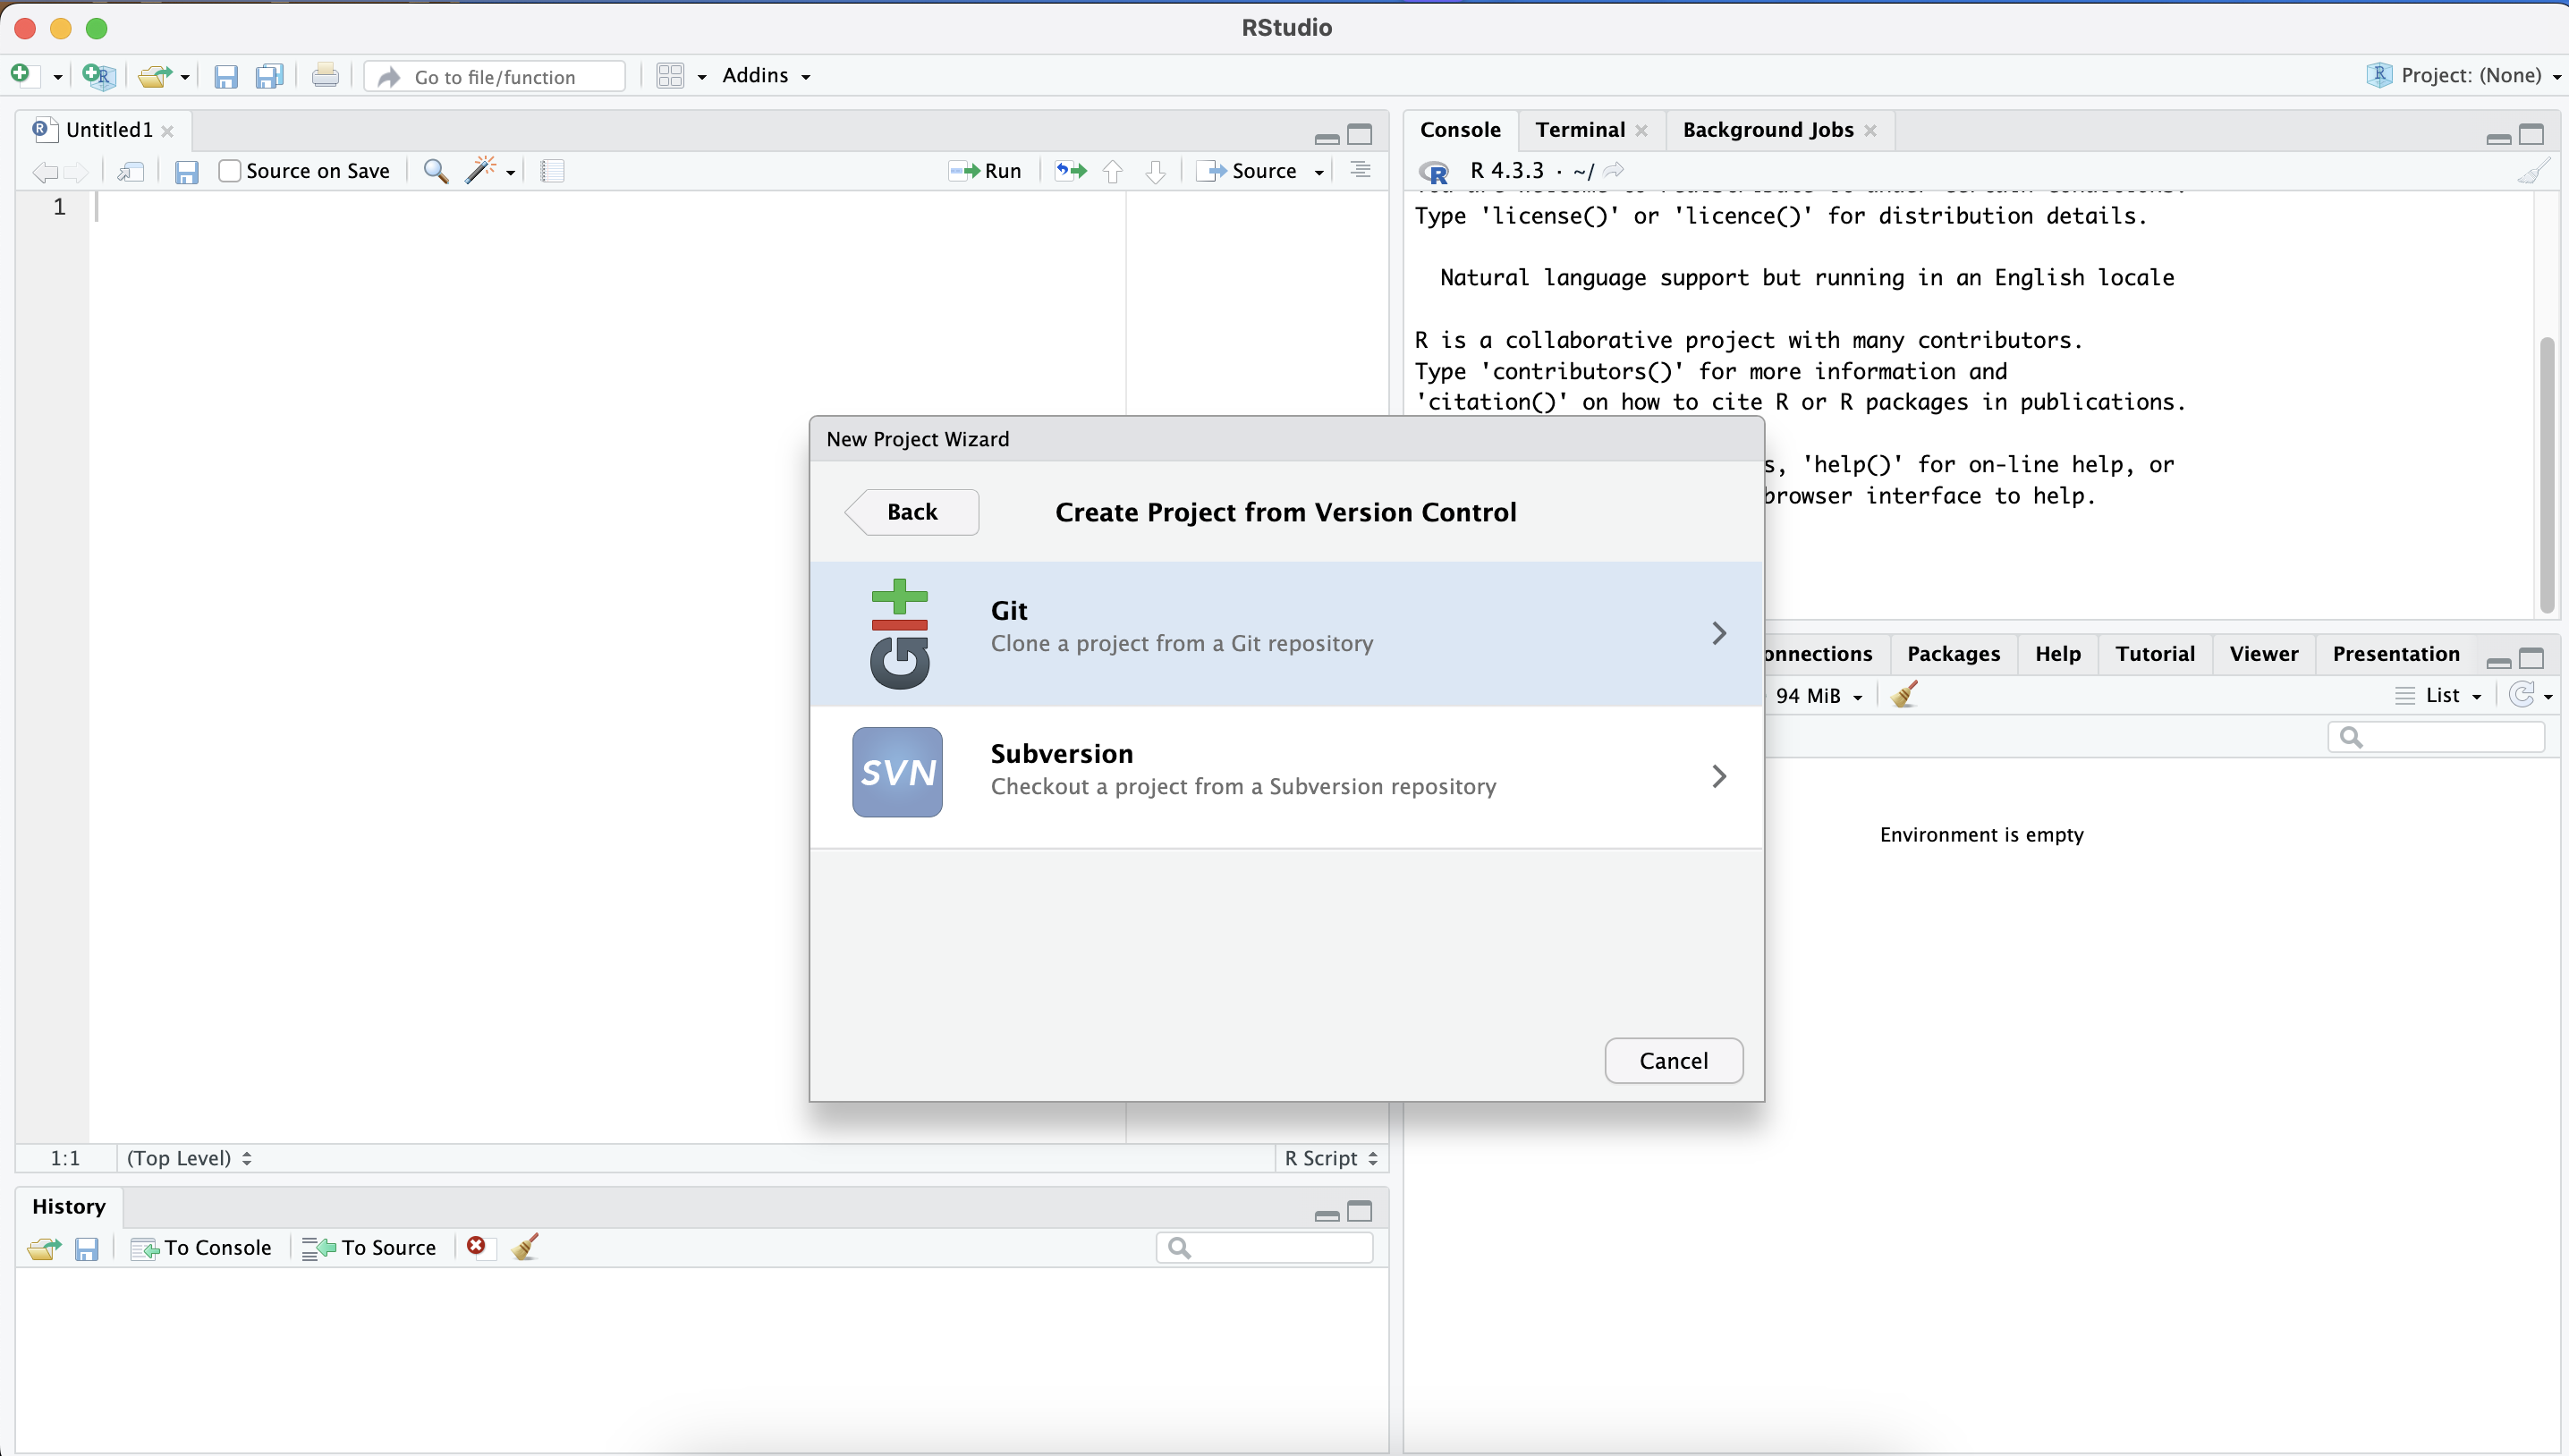 RStudio
Go to file/function
Addins
R Project: (None)
R Untitled1
Console Terminal Background Jobs
Source on Save
Run
Source
R R 4.3.3 · ~/
1
Type 'license()' or 'licence()' for distribution details.
Natural language support but running in an English locale
R is a collaborative project with many contributors.
Type 'contributors()' for more information and
'citation()' on how to cite R or R packages in publications.
s, 'help()' for on-line help, or
browser interface to help.
New Project Wizard
Back
Create Project from Version Control
Git
Git
Clone a project from a Git repository
SVN
Subversion
Checkout a project from a Subversion repository
Cancel
onnections Packages Help Tutorial Viewer Presentation
94 MiB
List
Environment is empty
1:1 (Top Level)
R Script
History
To Console To Source